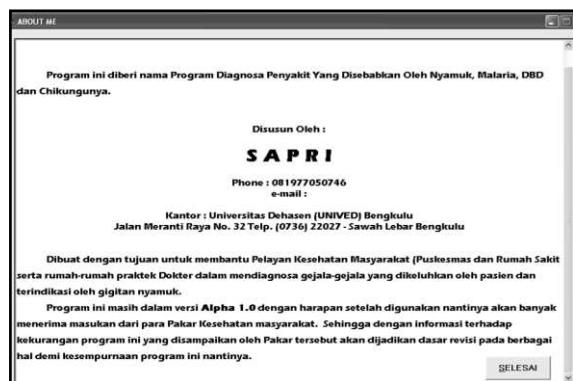 ABOUT ME
Program ini diberi nama Program Diagnosa Penyakit Yang Disebabkan Oleh Nyamuk, Malaria, DBD
dan Chikungunya.
Disusun Oleh :
SAPRI
Phone : 081977050746
e-mail :
Kantor : Universitas Dehasen (UNIVED) Bengkulu
Jalan Meranti Raya No. 32 Telp. (0736) 22027 - Sawah Lebar Bengkulu
Dibuat dengan tujuan untuk membantu Pelayan Kesehatan Masyarakat (Puskesmas dan Rumah Sakit
serta rumah-rumah praktek Dokter dalam mendiagnosa gejala-gejala yang dikeluhkan oleh pasien dan
terindikasi oleh gigitan nyamuk.
Program ini masih dalam versi Alpha 1.0 dengan harapan setelah digunakan nantinya akan banyak
menerima masukan dari para Pakar Kesehatan masyarakat. Sehingga dengan informasi terhadap
kekurangan program ini yang disampaikan oleh Pakar tersebut akan dijadikan dasar revisi pada berbagai
hal demi kesempurnaan program ini nantinya.
SELESAI